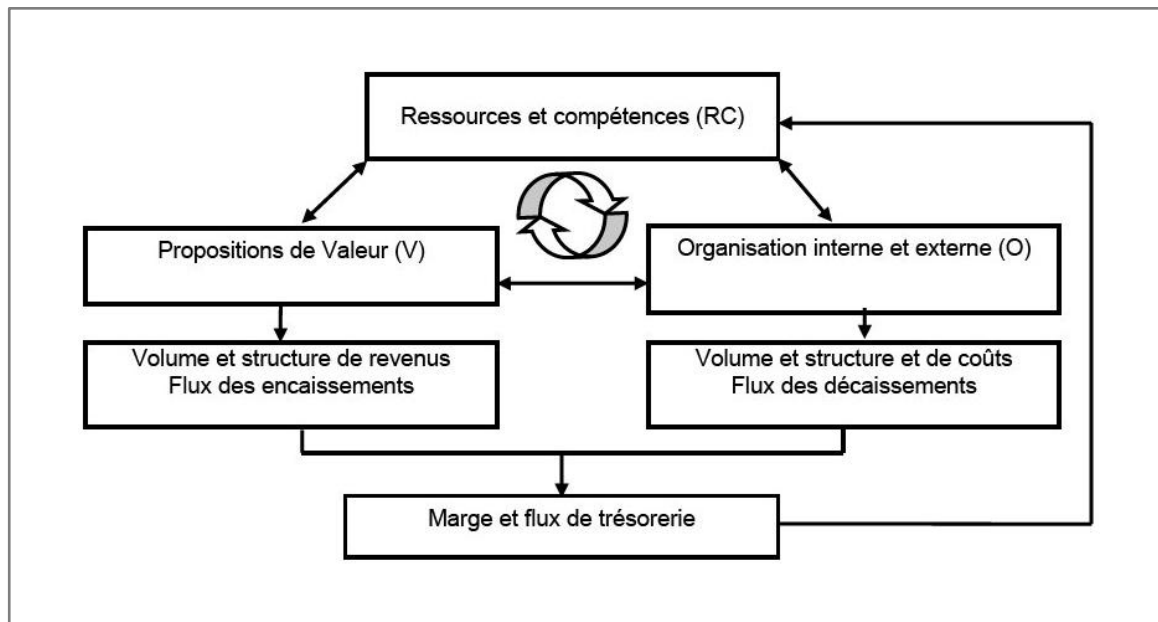 Ressources et compétences (RC)
Propositions de Valeur (V)
Organisation interne et externe (O)
Volume et structure de revenus
Flux des encaissements
Volume et structure et de coûts
Flux des décaissements
Marge et flux de trésorerie